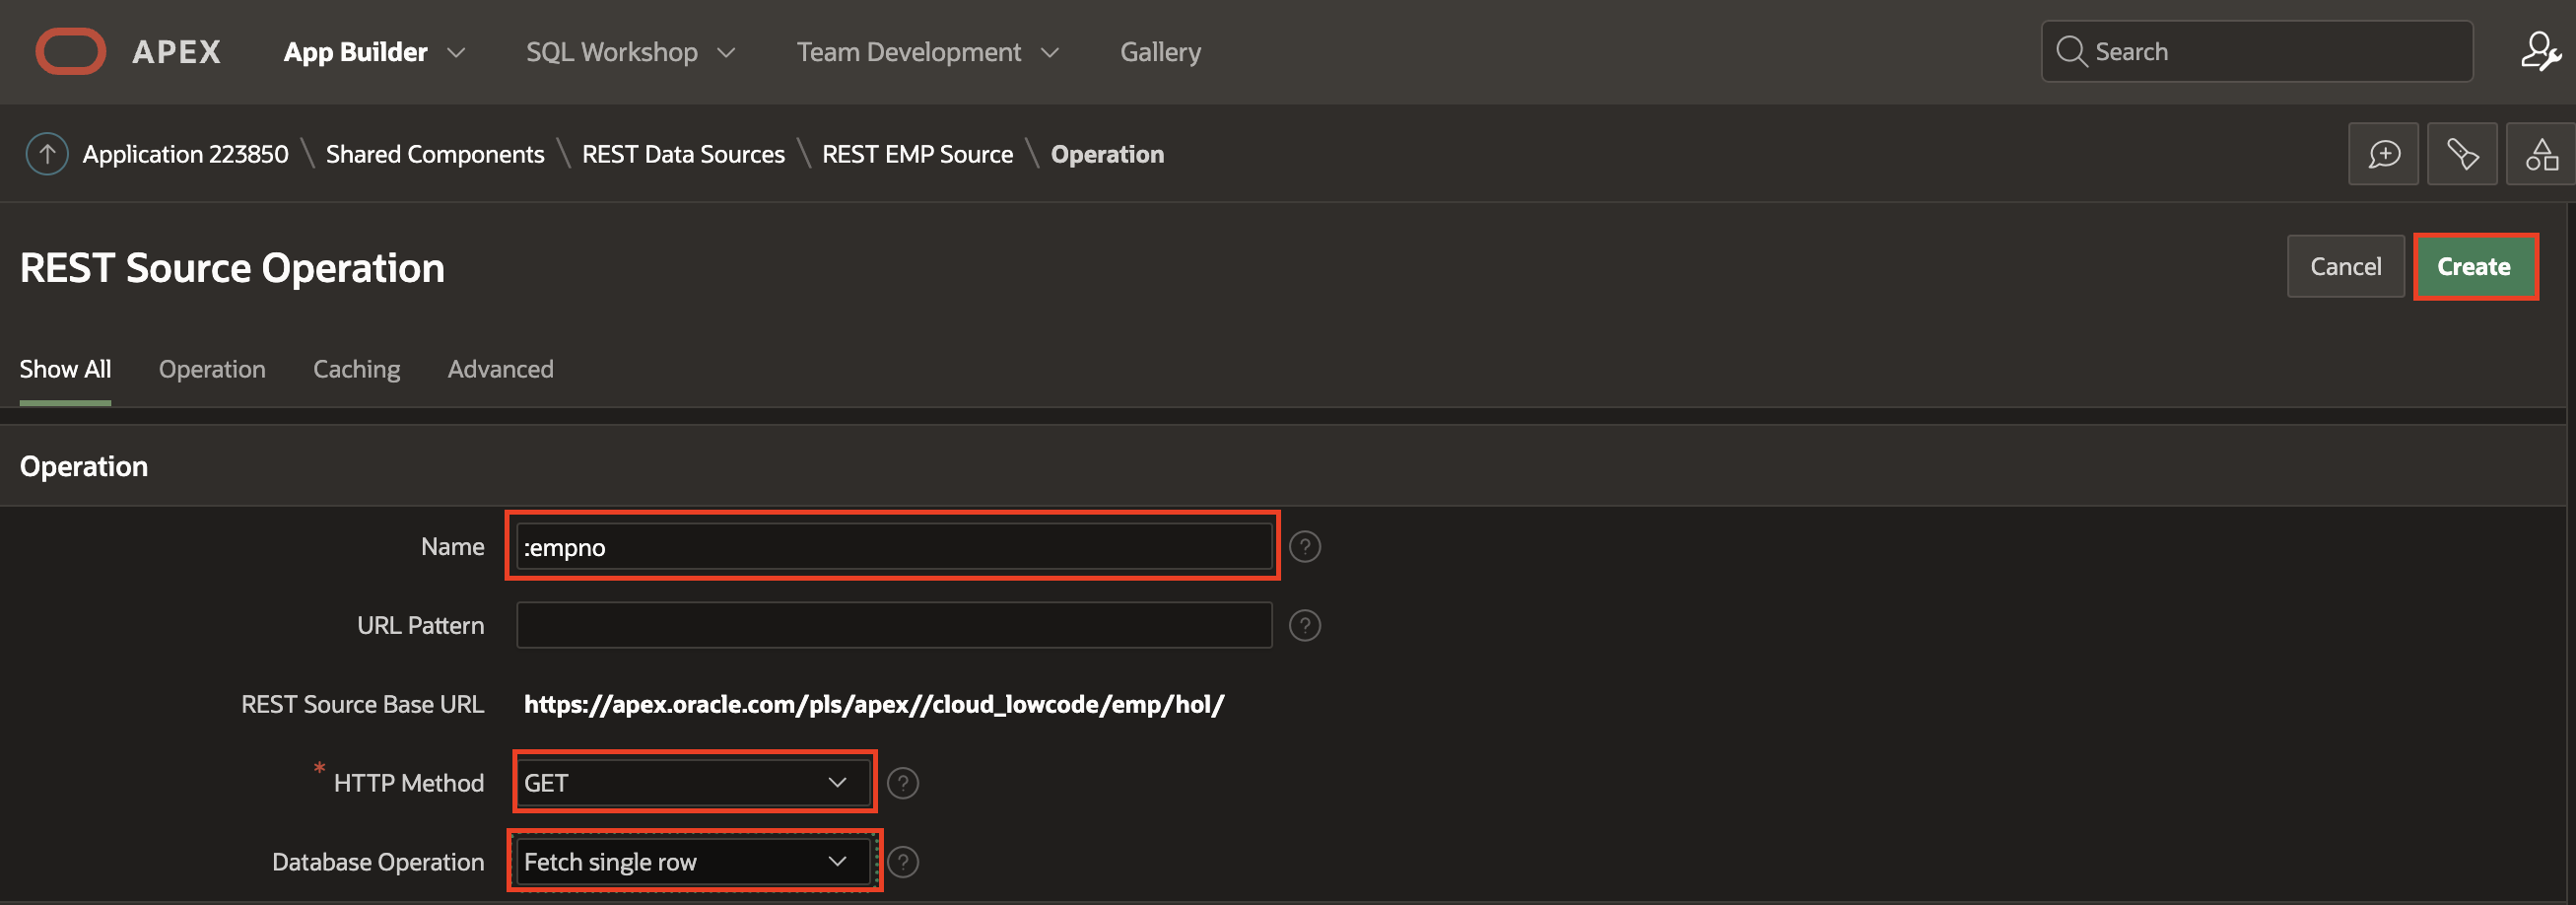 APEX App Builder SQL Workshop Team Development Gallery Search
Application 223850 \ Shared Components \ REST Data Sources \ REST EMP Source \ Operation
REST Source Operation Cancel Create
Show All Operation Caching Advanced
Operation
Name :empno ?
URL Pattern ?
REST Source Base URL https://apex.oracle.com/pls/apex//cloud_lowcode/emp/hol/
* HTTP Method GET ?
Database Operation Fetch single row ?